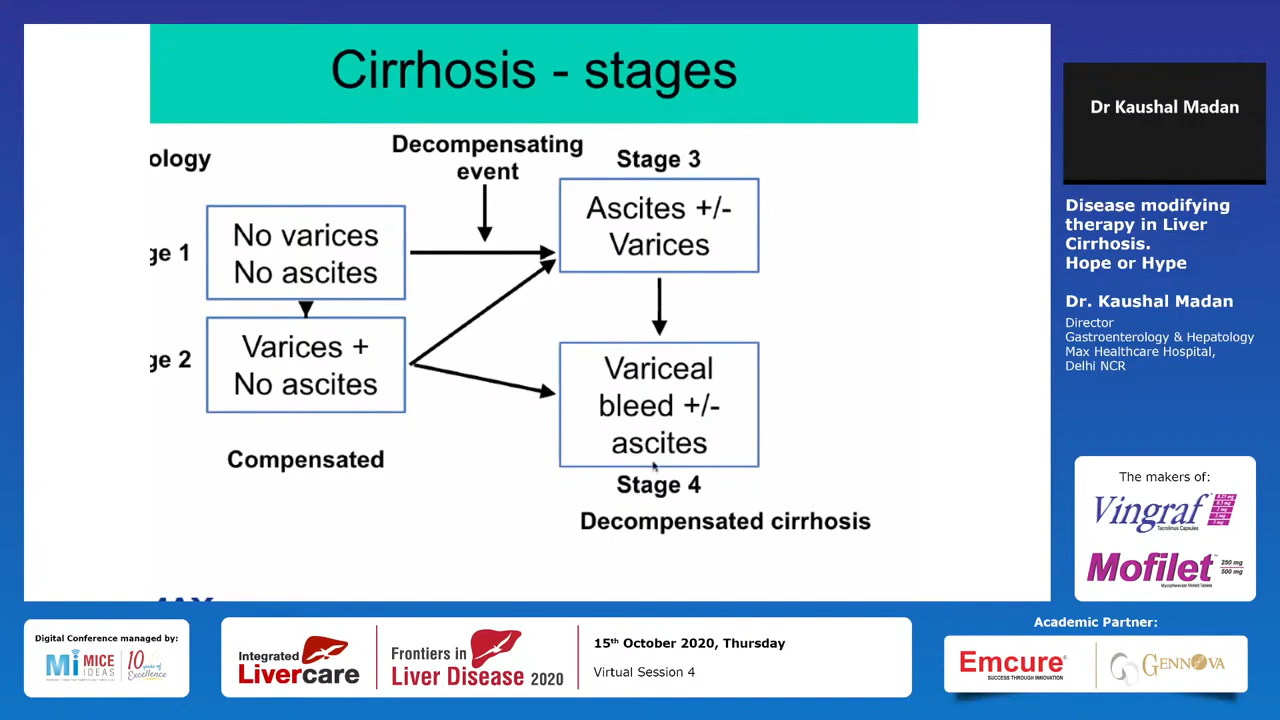 Cirrhosis - stages
ology
Decompensating
event
Stage 3
ge 1
No varices
No ascites
Ascites +/-
Varices
ge 2
Varices +
No ascites
Variceal
bleed +/-
ascites
Compensated
Stage 4
Decompensated cirrhosis
Dr Kaushal Madan
Disease modifying
therapy in Liver
Cirrhosis.
Hope or Hype
Dr. Kaushal Madan
Director
Gastroenterology & Hepatology
Max Healthcare Hospital,
Delhi NCR
The makers of:
Vingraf
Tacrolimus Capsules
Mofilet
250 mg
500 mg
Mycophenolate Mofetil Tablets
Digital Conference managed by:
Mi MICE
IDEAS
10 years of
Excellence
Integrated
Livercare
Frontiers in
Liver Disease 2020
15th October 2020, Thursday
Virtual Session 4
Academic Partner:
Emcure®
SUCCESS THROUGH INNOVATION
GENNOVA